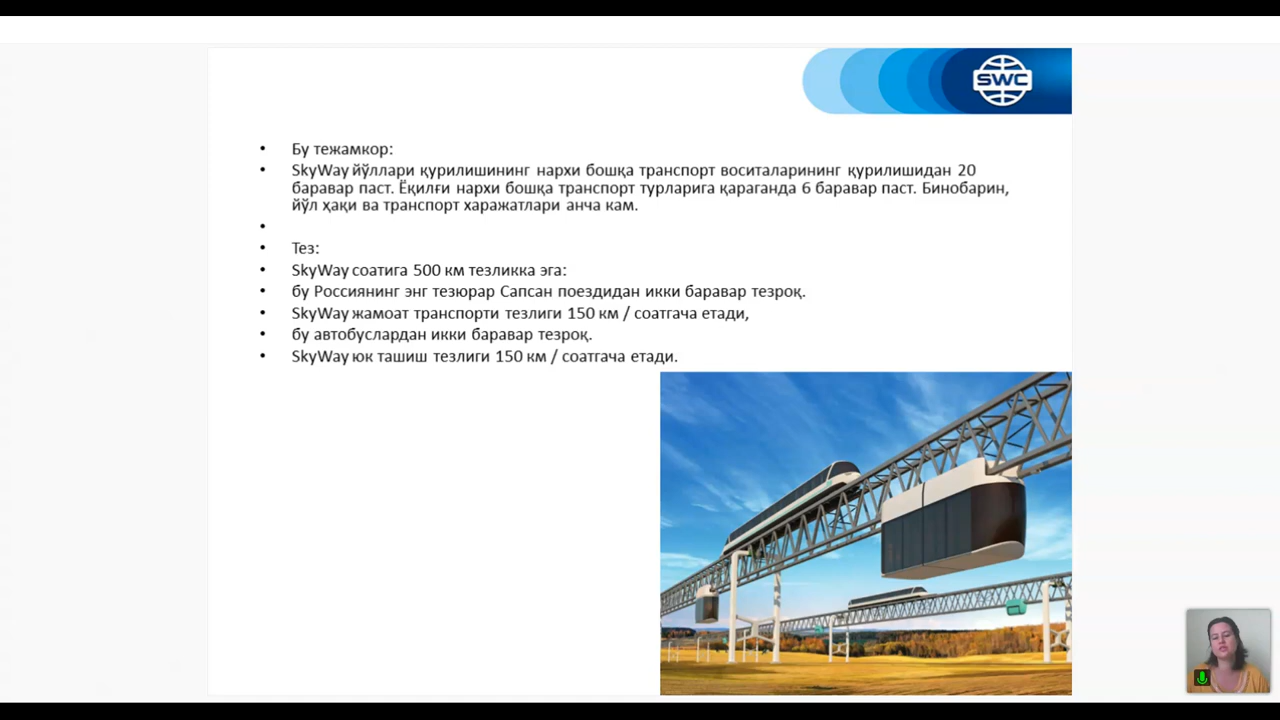 SWC
• Бу тежамкор:
• SkyWay йўллари қурилишининг нархи бошқа транспорт воситаларининг қурилишидан 20
баравар паст. Ёқилғи нархи бошқа транспорт турларига қараганда 6 баравар паст. Бинобарин,
йўл ҳақи ва транспорт харажатлари анча кам.
•
• Тез:
• SkyWay соатига 500 км тезликка эга:
• бу Россиянинг энг тезюрар Сапсан поездидан икки баравар тезроқ.
• SkyWay жамоат транспорти тезлиги 150 км / соатгача етади,
• бу автобуслардан икки баравар тезроқ.
• SkyWay юк ташиш тезлиги 150 км / соатгача етади.